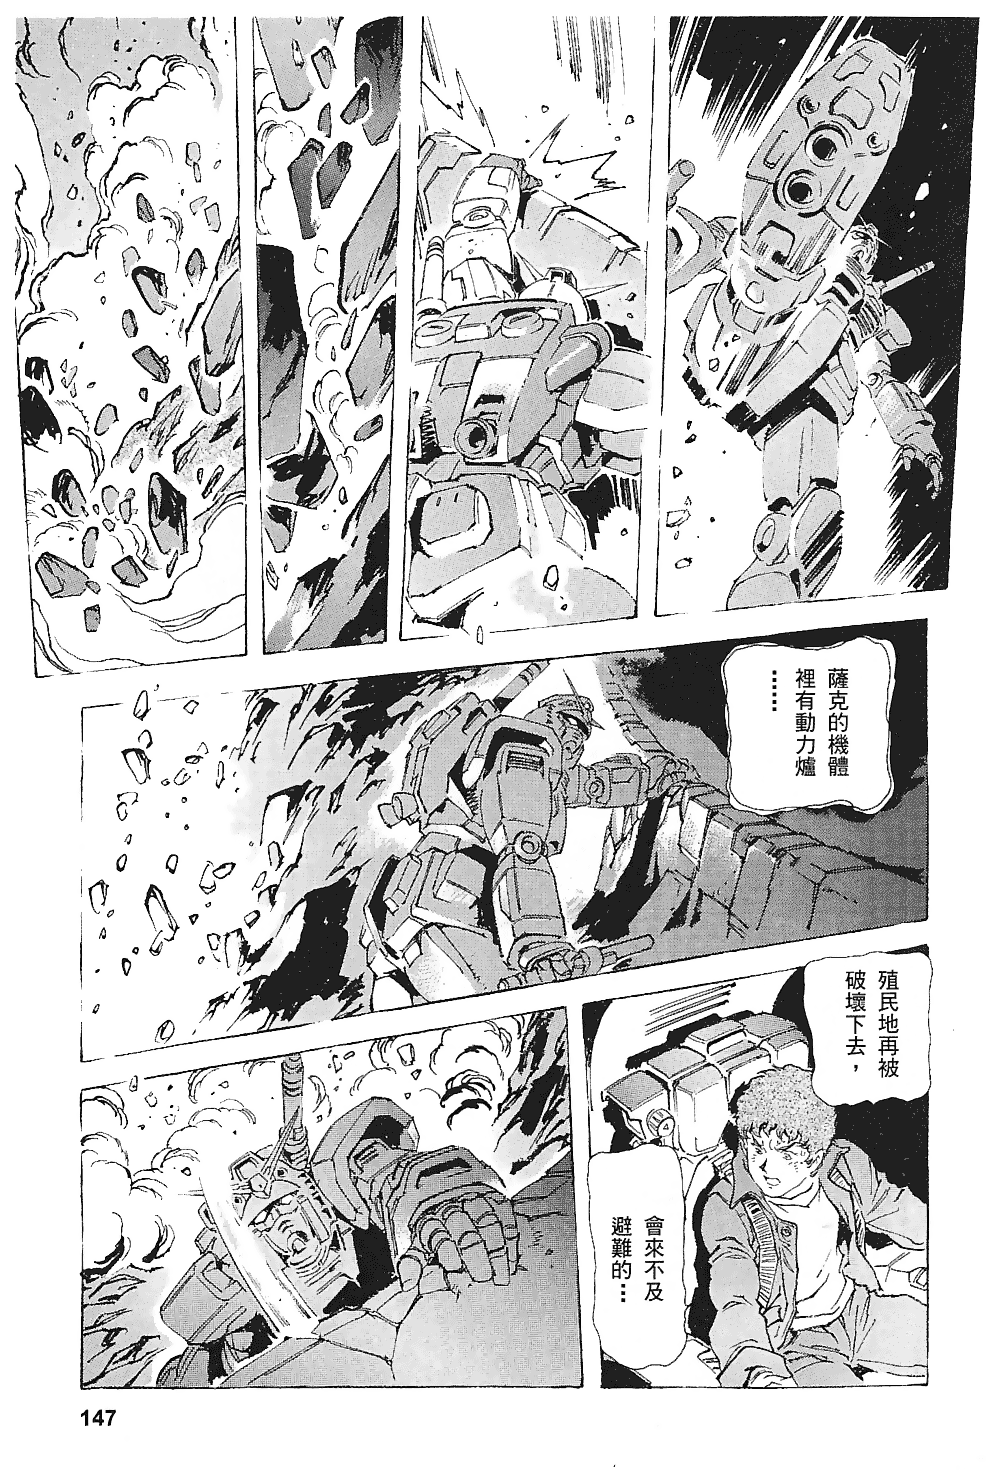 薩克的機體
裡有動力爐
……
殖民地再被
破壞下去，
會來不及
避難的…
147